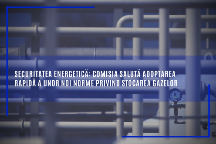 SECURITATEA ENERGETICĂ: COMISIA SALUTĂ ADOPTAREA
RAPIDĂ A UNOR NOI NORME PRIVIND STOCAREA GAZELOR